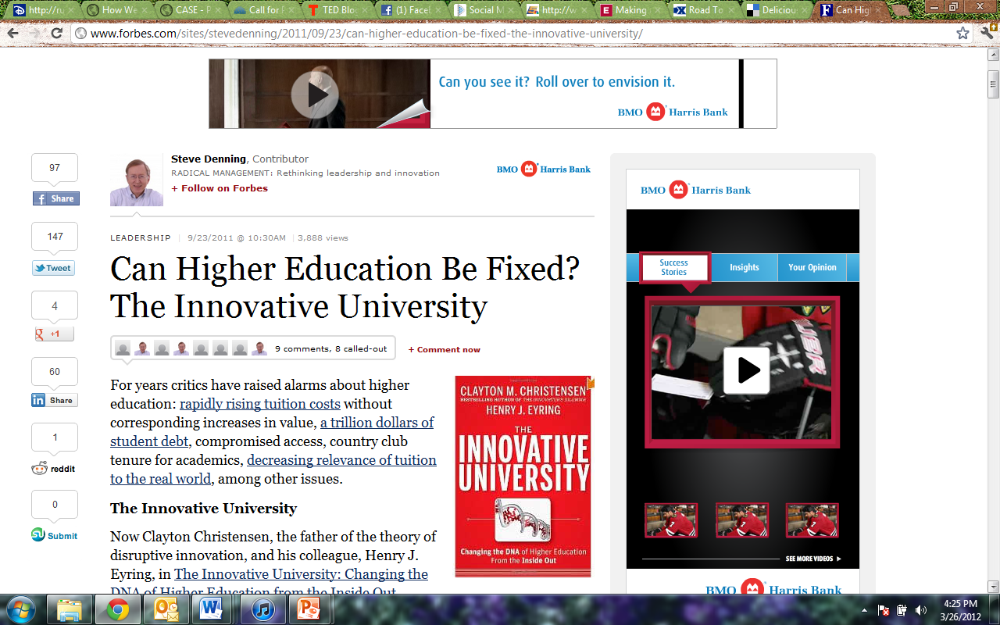 http://ru
How We
CASE - F
Call for
TED Blo
(1) Facel
Social M
http://w
Making
Road To
Deliciou
Can Hig
www.forbes.com/sites/stevedenning/2011/09/23/can-higher-education-be-fixed-the-innovative-university/
Can you see it? Roll over to envision it.
BMO Harris Bank
97
Share
147
Tweet
4
+1
60
in Share
1
reddit
0
Submit
Steve Denning, Contributor
RADICAL MANAGEMENT: Rethinking leadership and innovation
+ Follow on Forbes
BMO Harris Bank
LEADERSHIP | 9/23/2011 @ 10:30AM | 3,888 views
Can Higher Education Be Fixed?
The Innovative University
9 comments, 8 called-out
+ Comment now
For years critics have raised alarms about higher
education: rapidly rising tuition costs without
corresponding increases in value, a trillion dollars of
student debt, compromised access, country club
tenure for academics, decreasing relevance of tuition
to the real world, among other issues.
The Innovative University
Now Clayton Christensen, the father of the theory of
disruptive innovation, and his colleague, Henry J.
Eyring, in The Innovative University: Changing the
DNA of Higher Education from the Inside Out
CLAYTON M. CHRISTENSEN
BESTSELLING AUTHOR OF THE INNOVATOR'S DILEMMA
HENRY J. EYRING
THE
INNOVATIVE
UNIVERSITY
Changing the DNA of Higher Education
From the Inside Out
BMO Harris Bank
Success
Stories
Insights
Your Opinion
SEE MORE VIDEOS
BMO Harris Bank
4:25 PM
3/26/2012